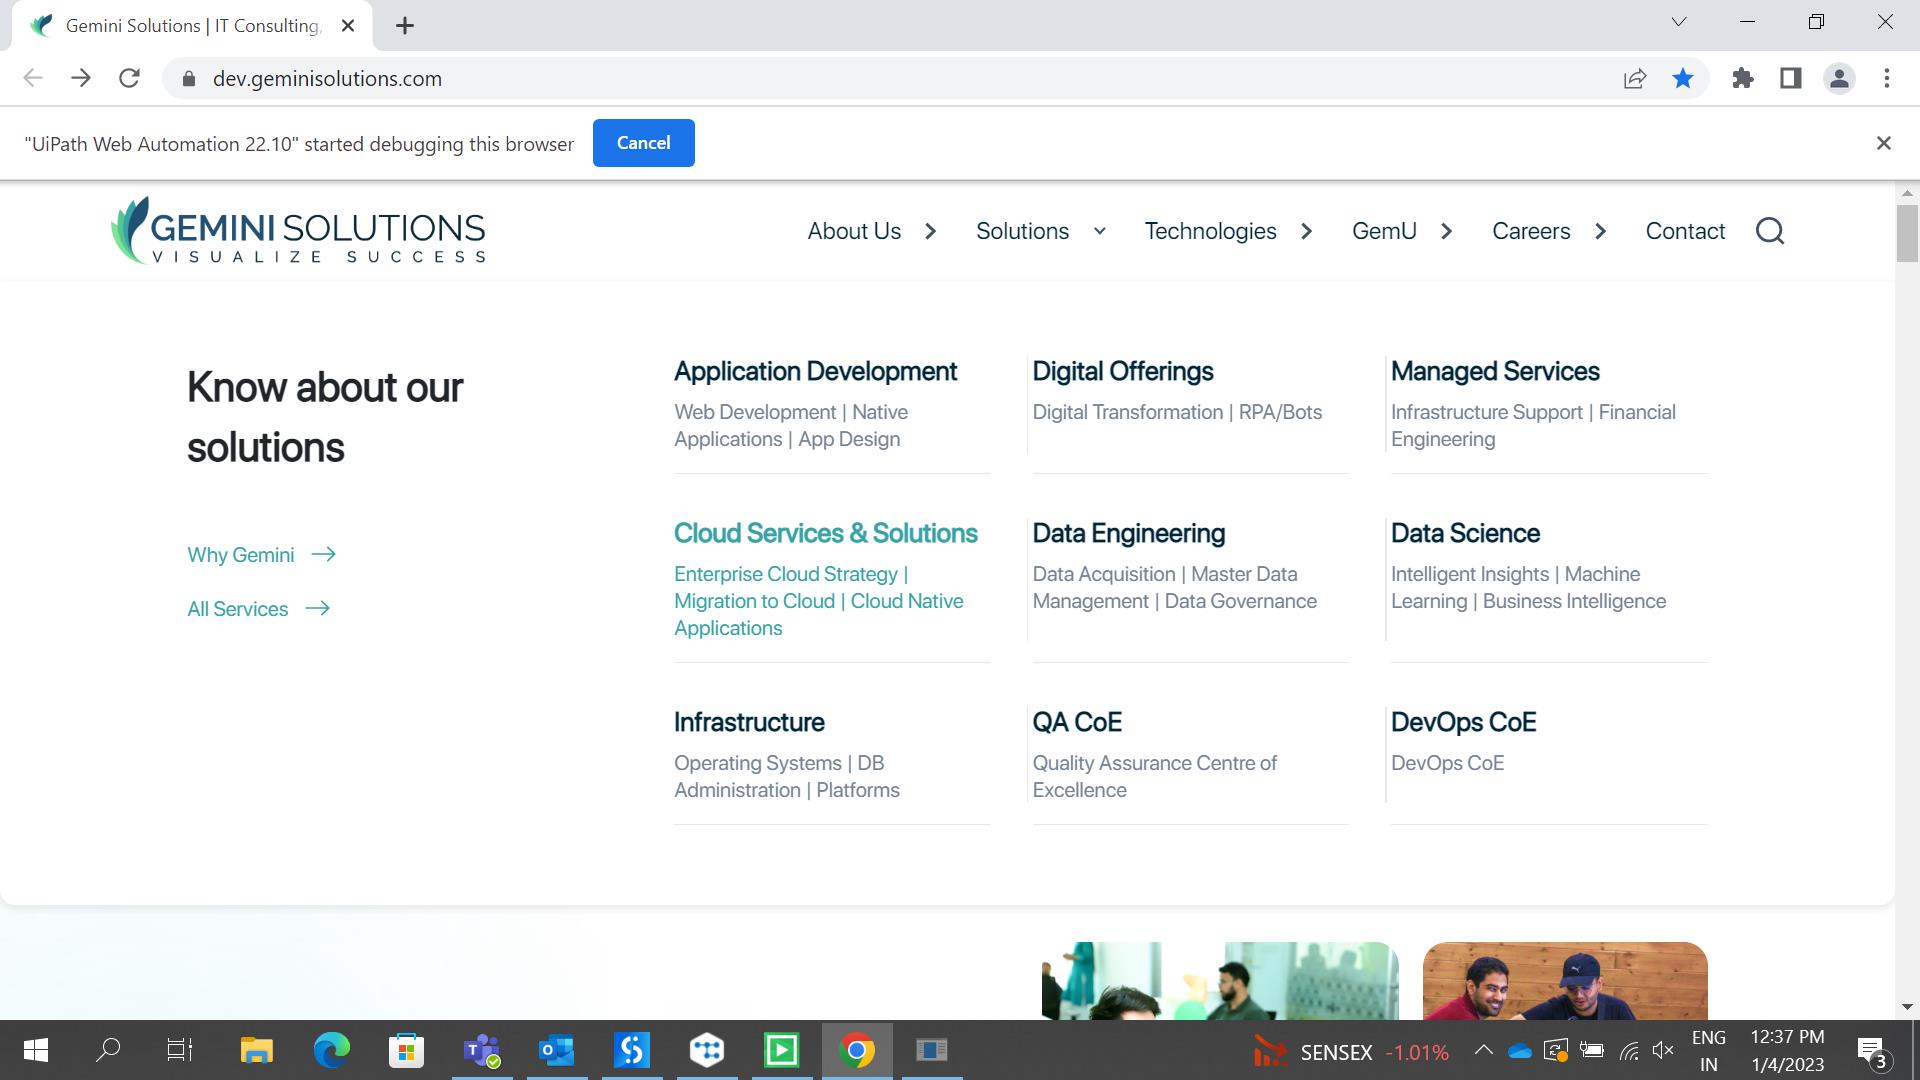 Gemini Solutions | IT Consulting,
dev.geminisolutions.com
"UiPath Web Automation 22.10" started debugging this browser
Cancel
GEMINI SOLUTIONS
VISUALIZE SUCCESS
About Us
Solutions
Technologies
GemU
Careers
Contact
Know about our
solutions
Why Gemini
All Services
Application Development
Web Development | Native
Applications | App Design
Digital Offerings
Digital Transformation | RPA/Bots
Managed Services
Infrastructure Support | Financial
Engineering
Cloud Services & Solutions
Enterprise Cloud Strategy |
Migration to Cloud | Cloud Native
Applications
Data Engineering
Data Acquisition | Master Data
Management | Data Governance
Data Science
Intelligent Insights | Machine
Learning | Business Intelligence
Infrastructure
Operating Systems | DB
Administration | Platforms
QA CoE
Quality Assurance Centre of
Excellence
DevOps CoE
DevOps CoE
SENSEX -1.01%
ENG
IN
12:37 PM
1/4/2023
3